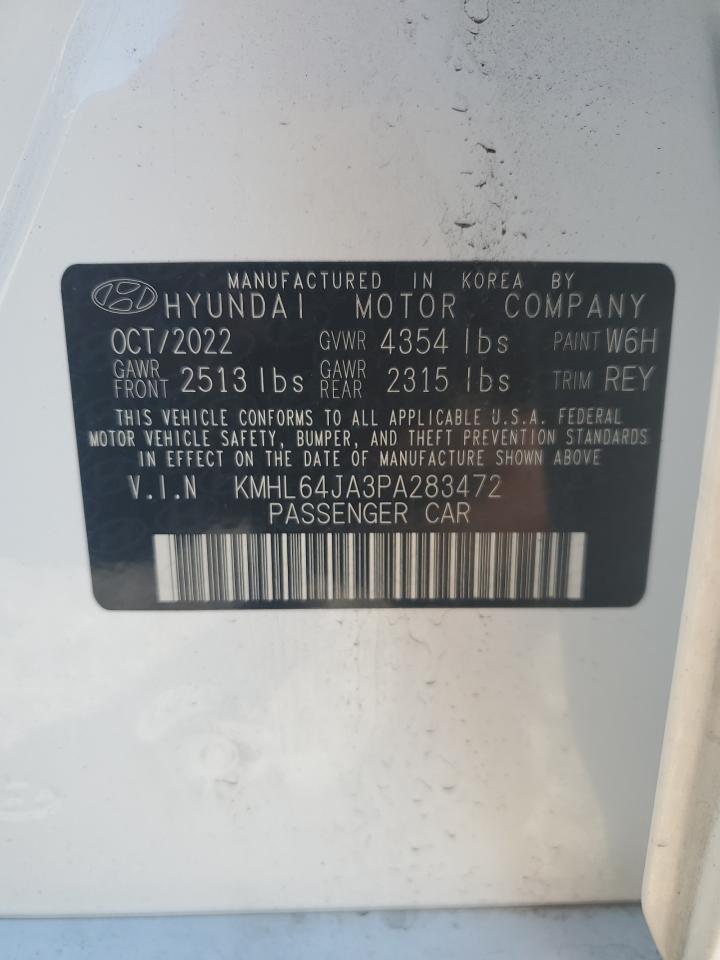 MANUFACTURED IN KOREA BY
HYUNDAI MOTOR COMPANY
OCT/2022 GVWR 4354 lbs PAINT W6H
GAWR FRONT 2513 lbs GAWR REAR 2315 lbs TRIM REY
THIS VEHICLE CONFORMS TO ALL APPLICABLE U.S.A. FEDERAL
MOTOR VEHICLE SAFETY, BUMPER, AND THEFT PREVENTION STANDARDS
IN EFFECT ON THE DATE OF MANUFACTURE SHOWN ABOVE
V.I.N KMHL64JA3PA283472
PASSENGER CAR